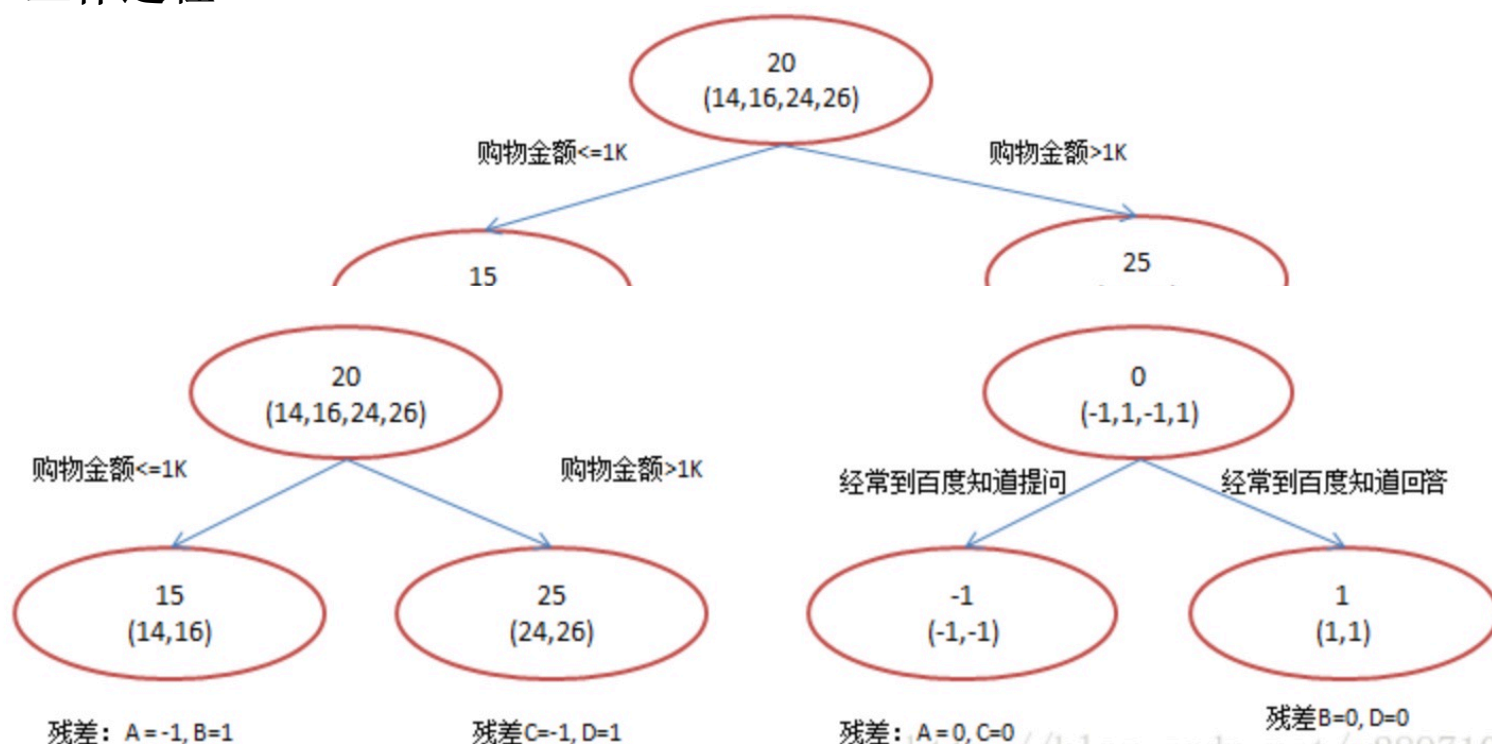 20
(14,16,24,26)
购物金额<=1K
购物金额>1K
15
25
20
(14,16,24,26)
购物金额<=1K
购物金额>1K
15
(14,16)
25
(24,26)
残差：A = -1, B=1
残差C=-1, D=1
0
(-1,1,-1,1)
经常到百度知道提问
经常到百度知道回答
-1
(-1,-1)
1
(1,1)
残差：A = 0, C=0
残差B=0, D=0